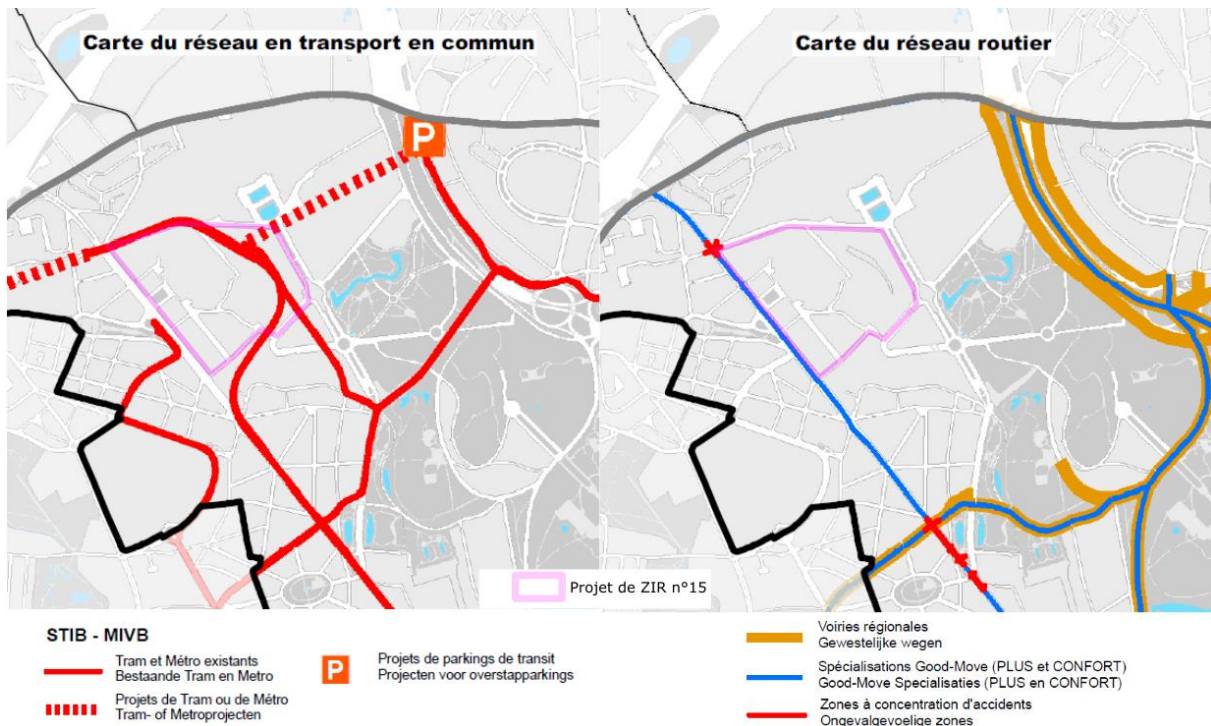 Carte du réseau en transport en commun
Carte du réseau routier
P
Projet de ZIR n°15
STIB - MIVB
Tram et Métro existants
Bestaande Tram en Metro
Projets de Tram ou de Métro
Tram- of Metroprojecten
P
Projets de parkings de transit
Projecten voor overstapparkings
Voiries régionales
Gewestelijke wegen
Spécialisations Good-Move (PLUS et CONFORT)
Good-Move Specialisaties (PLUS en CONFORT)
Zones à concentration d'accidents
Ongevalgevoelige zones